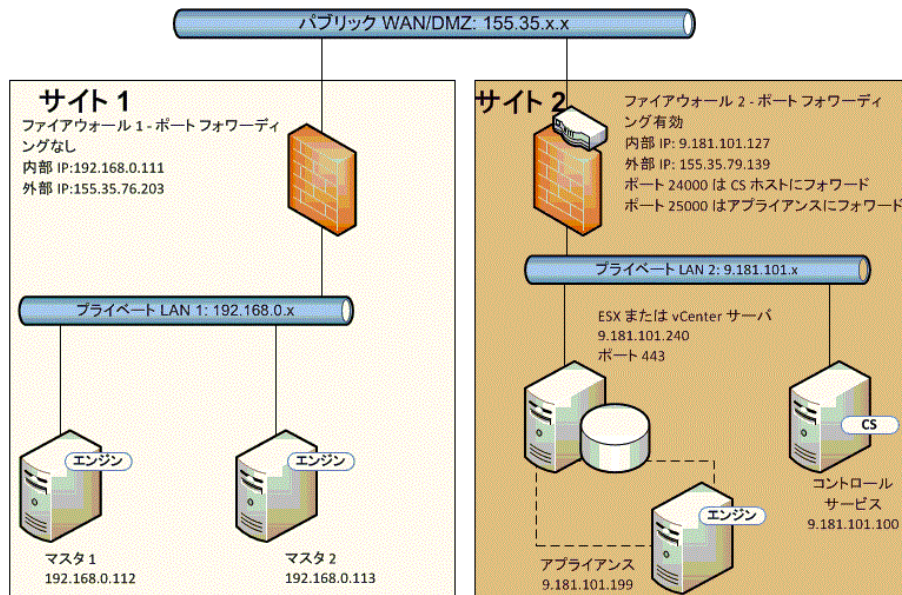 パブリック WAN/DMZ: 155.35.x.x
サイト 1
ファイアウォール 1 - ポート フォワーディ
ングなし
内部 IP:192.168.0.111
外部 IP:155.35.76.203
サイト 2
ファイアウォール 2 - ポート フォワーディ
ング有効
内部 IP: 9.181.101.127
外部 IP: 155.35.79.139
ポート 24000 は CS ホストにフォワード
ポート 25000 はアプライアンスにフォワード
プライベート LAN 1: 192.168.0.x
プライベート LAN 2: 9.181.101.x
ESX または vCenter サーバ
9.181.101.240
ポート 443
エンジン
マスタ 1
192.168.0.112
エンジン
マスタ 2
192.168.0.113
CS
コントロール
サービス
9.181.101.100
エンジン
アプライアンス
9.181.101.199